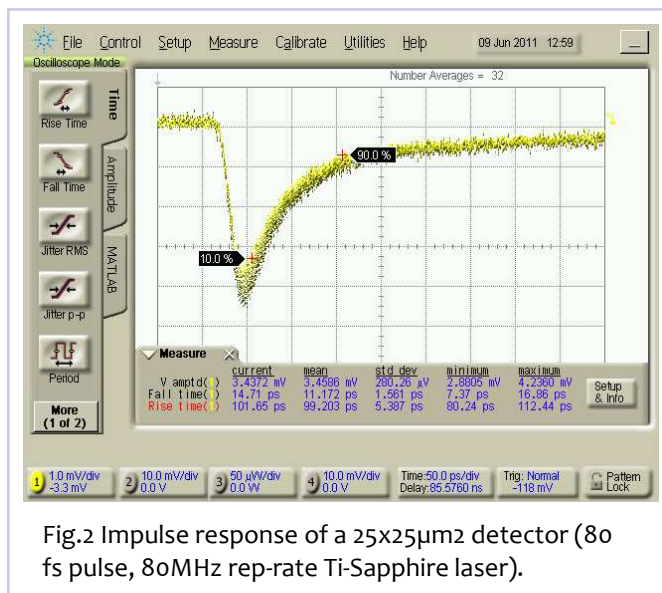 File Control Setup Measure Calibrate Utilities Help 09 Jun 2011 12:59
Oscilloscope Mode
Number Averages = 32
Rise Time
Fall Time
Jitter RMS
Jitter p-p
Period
More
(1 of 2)
Time
Amplitude
MATLAB
90.0 %
10.0 %
Measure
current mean std dev minimum maximum
V amptd(1) 3.4372 mV 3.4586 mV 280.26 µV 2.8805 mV 4.2360 mV
Fall time(1) 14.71 ps 11.172 ps 1.561 ps 7.37 ps 16.86 ps
Rise time(1) 101.65 ps 99.203 ps 5.387 ps 80.24 ps 112.44 ps
Setup
& Info
1 1.0 mV/div
-3.3 mV
2 10.0 mV/div
0.0 V
3 50 µW/div
0.0 W
4 10.0 mV/div
0.0 V
Time:50.0 ps/div
Delay:85.5760 ns
Trig: Normal
-118 mV
Pattern
Lock
Fig.2 Impulse response of a 25x25µm2 detector (80
fs pulse, 80MHz rep-rate Ti-Sapphire laser).